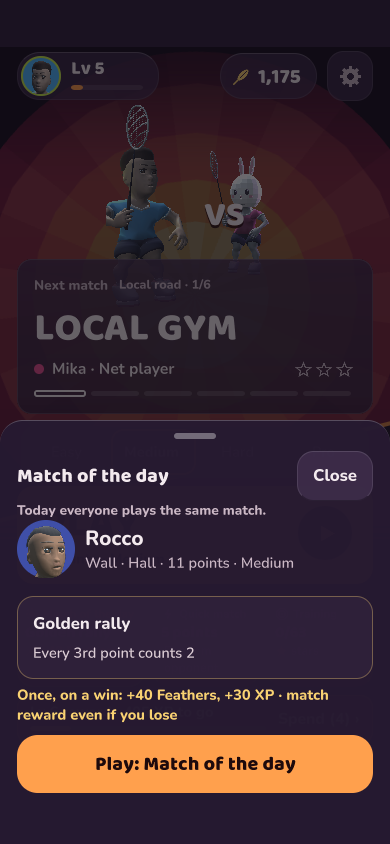 Lv 5
1,175
VS
Next match Local road · 1/6
LOCAL GYM
Mika · Net player
Match of the day
Close
Today everyone plays the same match.
Rocco
Wall · Hall · 11 points · Medium
Golden rally
Every 3rd point counts 2
Once, on a win: +40 Feathers, +30 XP · match
reward even if you lose
Play: Match of the day